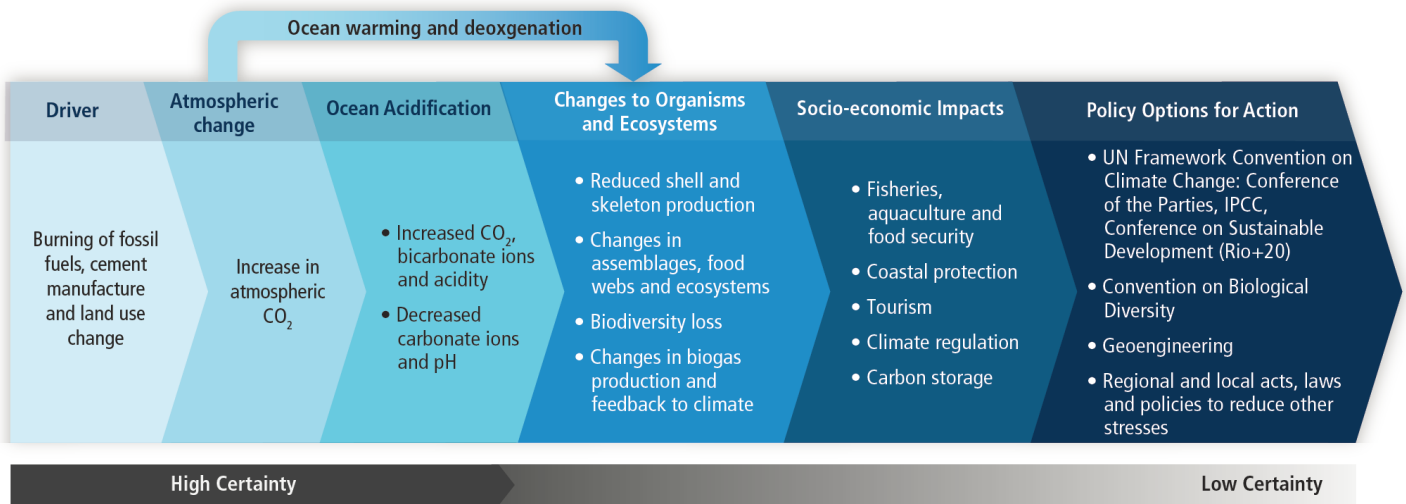 Ocean warming and deoxgenation
Driver
Atmospheric
change
Ocean Acidification
Changes to Organisms
and Ecosystems
Socio-economic Impacts
Policy Options for Action
Burning of fossil
fuels, cement
manufacture
and land use
change
Increase in
atmospheric
CO₂
• Increased CO₂,
bicarbonate ions
and acidity
• Decreased
carbonate ions
and pH
• Reduced shell and
skeleton production
• Changes in
assemblages, food
webs and ecosystems
• Biodiversity loss
• Changes in biogas
production and
feedback to climate
• Fisheries,
aquaculture and
food security
• Coastal protection
• Tourism
• Climate regulation
• Carbon storage
• UN Framework Convention on
Climate Change: Conference
of the Parties, IPCC,
Conference on Sustainable
Development (Rio+20)
• Convention on Biological
Diversity
• Geoengineering
• Regional and local acts, laws
and policies to reduce other
stresses
High Certainty
Low Certainty